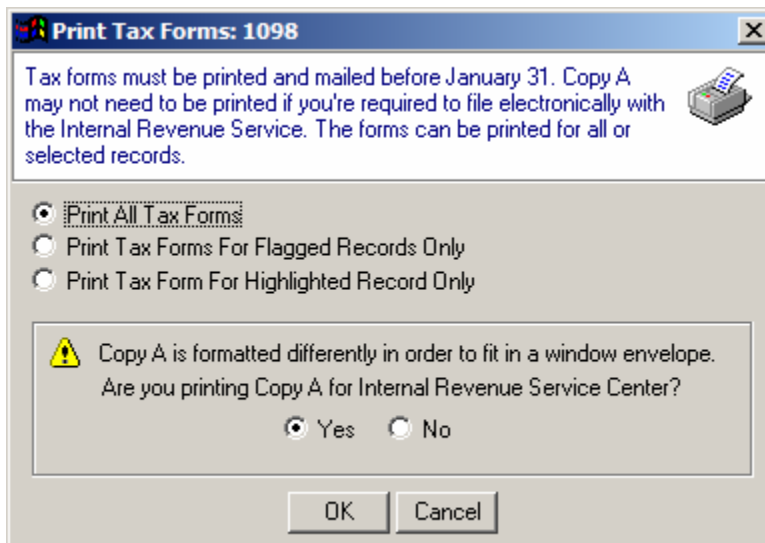 Print Tax Forms: 1098
Tax forms must be printed and mailed before January 31. Copy A
may not need to be printed if you're required to file electronically with
the Internal Revenue Service. The forms can be printed for all or
selected records.
Print All Tax Forms
Print Tax Forms For Flagged Records Only
Print Tax Form For Highlighted Record Only
Copy A is formatted differently in order to fit in a window envelope.
Are you printing Copy A for Internal Revenue Service Center?
Yes No
OK Cancel